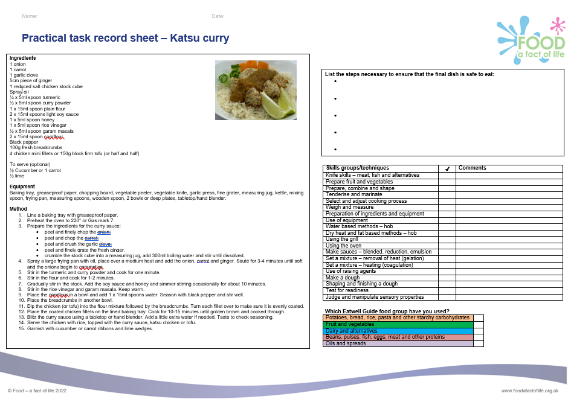 Name:
Date:
Practical task record sheet – Katsu curry
FOOD
a fact of life
Ingredients
1 onion
1 carrot
1 garlic clove
5cm piece of ginger
1 reduced salt chicken stock cube
Spray oil
½ x 5ml spoon turmeric
½ x 5ml spoon curry powder
1 x 15ml spoon plain flour
2 x 15ml spoons light soy sauce
1 x 5ml spoon honey
1 x 5ml spoon rice vinegar
½ x 5ml spoon garam masala
2 x 15ml spoon
Black pepper
100g fresh breadcrumbs
4 chicken mini fillets or 150g block firm tofu (or half and half)
To serve (optional)
½ Cucumber or 1 carrot
½ lime
Equipment
Baking tray, greaseproof paper, chopping board, vegetable peeler, vegetable knife, garlic press, fine grater, measuring jug, kettle, mixing
spoon, frying pan, measuring spoons, wooden spoon, 2 bowls or deep plates, tabletop/hand blender.
Method
1. Line a baking tray with greaseproof paper.
2. Preheat the oven to 220° or Gas mark 7.
3. Prepare the ingredients for the curry sauce:
• peel and finely chop the onion;
• peel and chop the carrot;
• peel and crush the garlic clove;
• peel and finely grate the fresh ginger.
• crumble the stock cube into a measuring jug, add 300ml boiling water and stir until dissolved.
4. Spray a large frying pan with oil, place over a medium heat and add the onion, carrot and ginger. Sauté for 3-4 minutes until soft
and the onions begin to
5. Stir in the turmeric and curry powder and cook for one minute.
6. Stir in the flour and cook for 1-2 minutes.
7. Gradually stir in the stock. Add the soy sauce and honey and simmer stirring occasionally for about 10 minutes.
8. Stir in the rice vinegar and garam masala. Keep warm.
9. Place the in a bowl and 1 x 15ml spoons water. Season with black pepper and stir well.
10. Place the breadcrumbs in another bowl.
11. Dip the chicken (or tofu) into the flour mixture followed by the breadcrumbs. Turn each fillet over to make sure it is evenly coated.
12. Place the coated chicken fillets on the lined baking tray. Cook for 10-15 minutes until golden and cooked through.
13. Blitz the curry sauce using a tabletop or hand blender. Add a little extra water if needed. Taste to check seasoning.
14. Serve the chicken with rice, topped with the curry sauce, katsu chicken or tofu.
15. Garnish with cucumber or carrot ribbons and lime wedges.
List the steps necessary to ensure that the final dish is safe to eat:
•
•
•
•
•
Skills groups/techniques ✓ Comments
Knife skills – meat, fish and alternatives
Prepare fruit and vegetables
Prepare, combine and shape
Tenderise and marinate
Select and adjust cooking process
Weigh and measure
Preparation of ingredients and equipment
Use of equipment
Water based methods – hob
Dry heat and fat based methods – hob
Using the grill
Using the oven
Make sauces – blended, reduction, emulsion
Set a mixture – removal of heat (gelation)
Set a mixture – heating (coagulation)
Use of raising agents
Make a dough
Shaping and finishing a dough
Test for readiness
Judge and manipulate sensory properties
Which Eatwell Guide food group have you used?
Potatoes, bread, rice, pasta and other starchy carbohydrates
Fruit and vegetables
Dairy and alternatives
Beans, pulses, fish, eggs, meat and other proteins
Oils and spreads
© Food – a fact of life 2022
www.foodafactoflife.org.uk